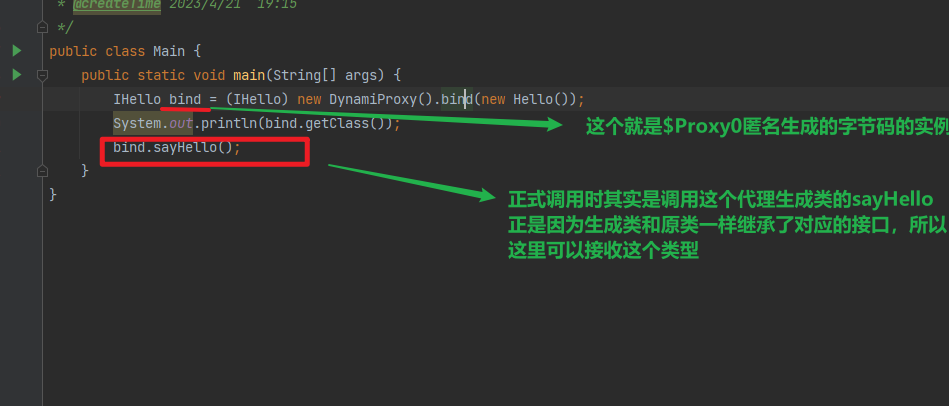 * @createTime 2023/4/21 19:15
*/
public class Main {
public static void main(String[] args) {
IHello bind = (IHello) new DynamiProxy().bind(new Hello());
System.out.println(bind.getClass());
bind.sayHello();
}
}
这个就是$Proxy0匿名生成的字节码的实例
正式调用时其实是调用这个代理生成类的sayHello
正是因为生成类和原类一样继承了对应的接口，所以
这里可以接收这个类型